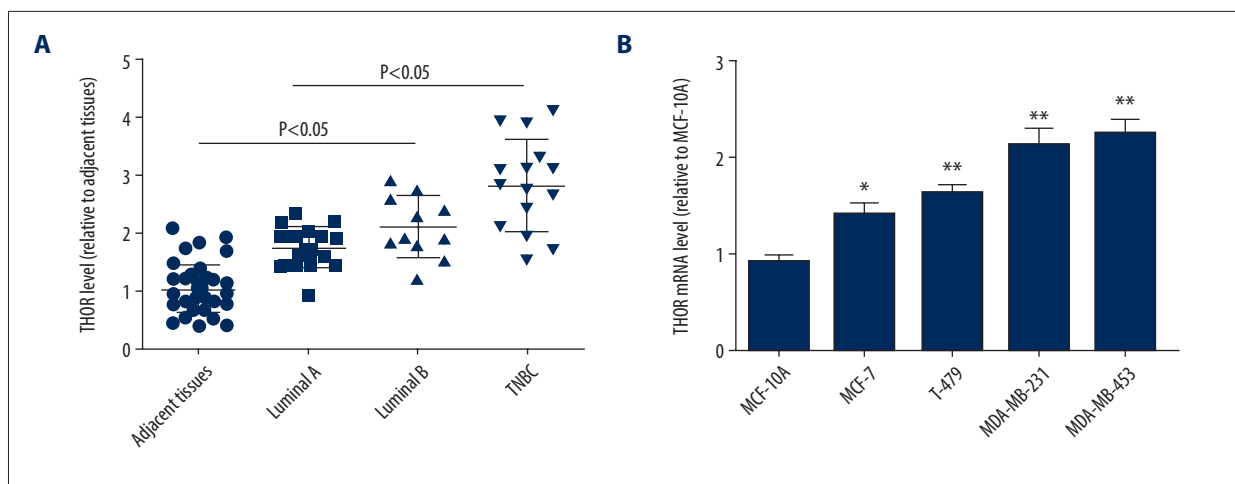 A
THOR level (relative to adjacent tissues)
5
4
3
2
1
0
P<0.05
P<0.05
Adjacent tissues
Luminal A
Luminal B
TNBC
B
THOR mRNA level (relative to MCF-10A)
3
2
1
0
*
**
**
**
MCF-10A
MCF-7
T-479
MDA-MB-231
MDA-MB-453